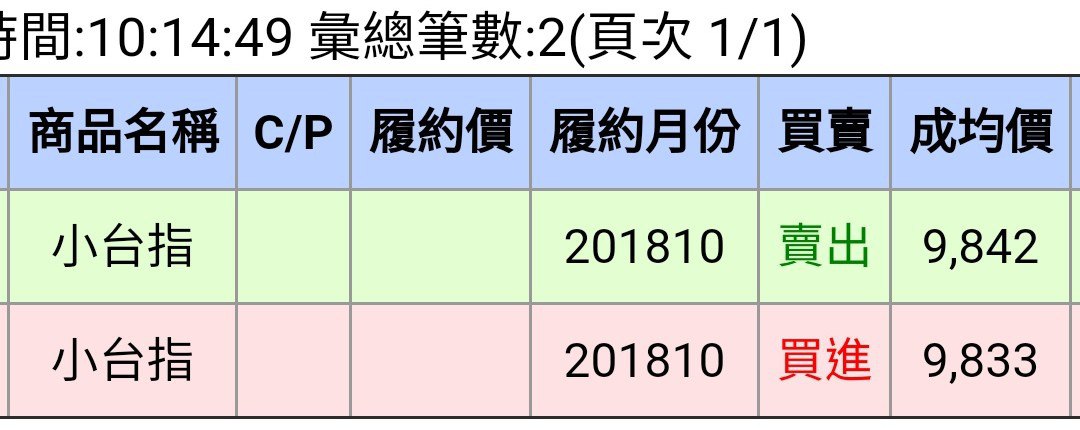 時間:10:14:49 彙總筆數:2(頁次 1/1)
商品名稱 C/P 履約價 履約月份 買賣 成均價
小台指 201810 賣出 9,842
小台指 201810 買進 9,833